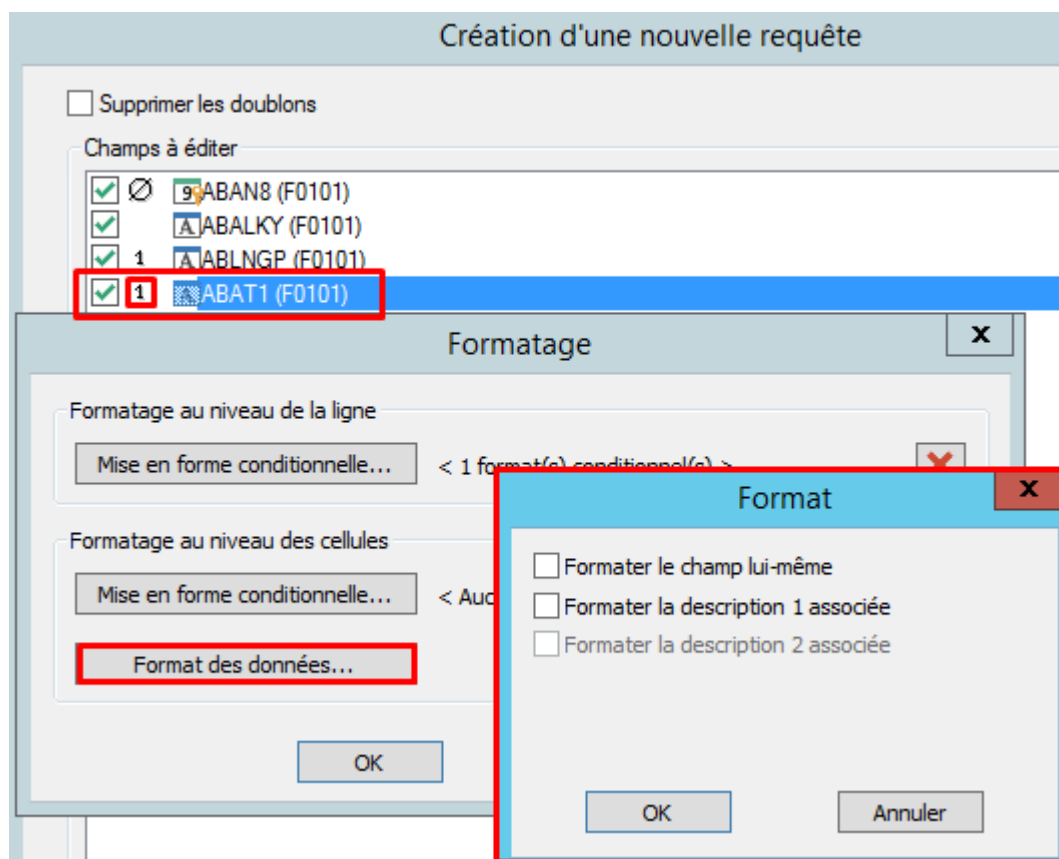 Création d'une nouvelle requête
Supprimer les doublons
Champs à éditer
ABAN8 (F0101)
ABALKY (F0101)
1 ABLNGP (F0101)
1 ABAT1 (F0101)
Formatage
x
Formatage au niveau de la ligne
Mise en forme conditionnelle... < 1 format(s) conditionnel(s) >
Format
x
Formatage au niveau des cellules
Formater le champ lui-même
Mise en forme conditionnelle... < Auc
Formater la description 1 associée
Formater la description 2 associée
Format des données...
OK
OK
Annuler